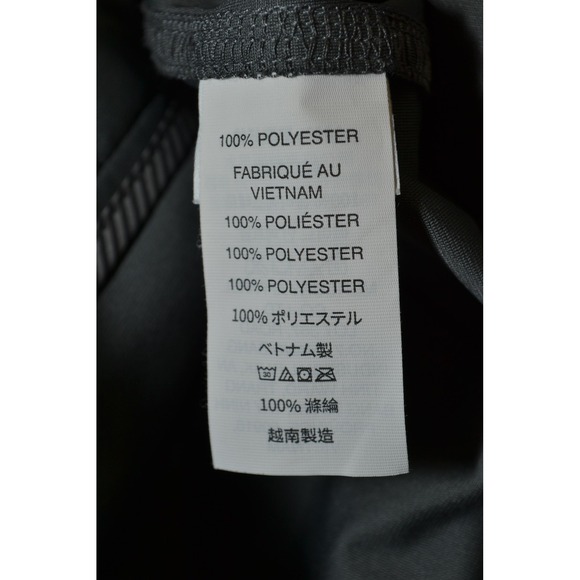 100% POLYESTER
FABRIQUÉ AU
VIETNAM
100% POLIÉSTER
100% POLYESTER
100% POLYESTER
100% ポリエステル
ベトナム製
30
100% 滌綸
越南製造